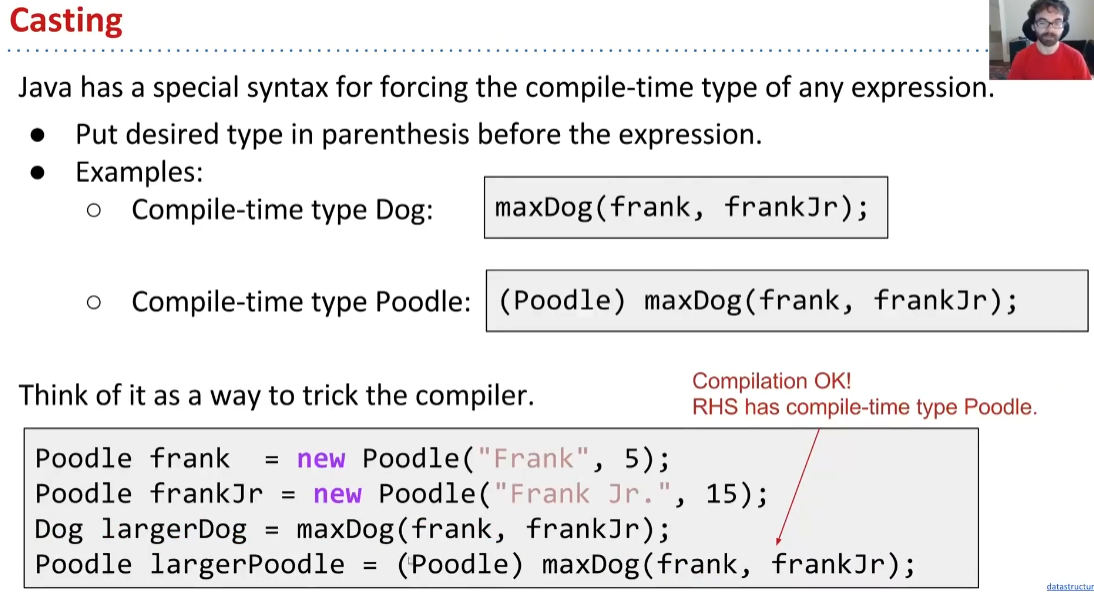 Casting
Java has a special syntax for forcing the compile-time type of any expression.
● Put desired type in parenthesis before the expression.
● Examples:
○ Compile-time type Dog:
maxDog(frank, frankJr);
○ Compile-time type Poodle:
(Poodle) maxDog(frank, frankJr);
Think of it as a way to trick the compiler.
Compilation OK!
RHS has compile-time type Poodle.
Poodle frank  = new Poodle("Frank", 5);
Poodle frankJr = new Poodle("Frank Jr.", 15);
Dog largerDog = maxDog(frank, frankJr);
Poodle largerPoodle = (Poodle) maxDog(frank, frankJr);
datastructur